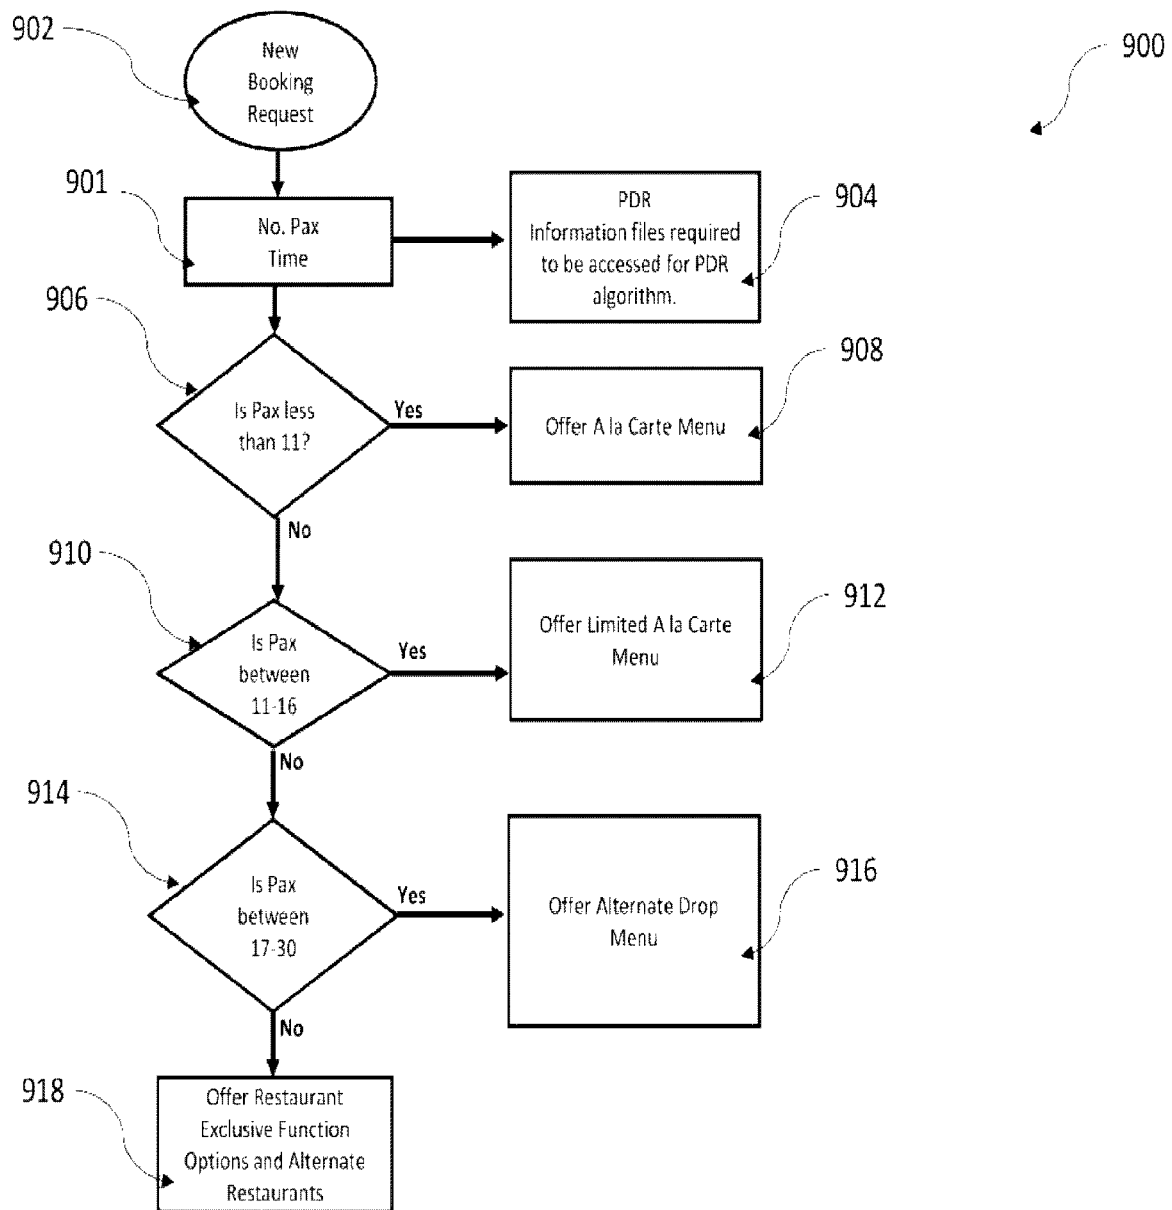 902
New
Booking
Request
900
901
No. Pax
Time
PDR
Information files required
to be accessed for PDR
algorithm.
904
906
Is Pax less
than 11?
Yes
Offer A la Carte Menu
908
No
910
Is Pax
between
11-16
Yes
Offer Limited A la Carte
Menu
912
No
914
Is Pax
between
17-30
Yes
Offer Alternate Drop
Menu
916
No
918
Offer Restaurant
Exclusive Function
Options and Alternate
Restaurants